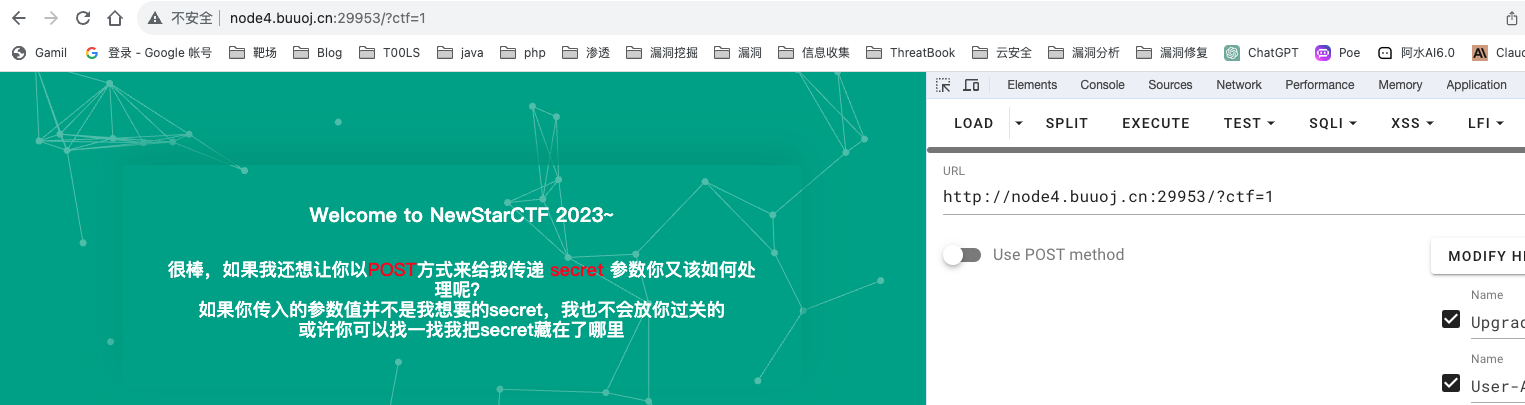 不安全 node4.buuoj.cn:29953/?ctf=1
Gamil 登录 - Google 帐号 靶场 Blog T00LS java php 渗透 漏洞挖掘 漏洞 信息收集 ThreatBook 云安全 漏洞分析 漏洞修复 ChatGPT Poe 阿水AI6.0 Claud
Elements Console Sources Network Performance Memory Application
LOAD SPLIT EXECUTE TEST SQLI XSS LFI
URL
http://node4.buuoj.cn:29953/?ctf=1
Use POST method
MODIFY HE
Name
Upgrad
Name
User-A
Welcome to NewStarCTF 2023~
很棒，如果我还想让你以POST方式来给我传递 secret 参数你又该如何处
理呢?
如果你传入的参数值并不是我想要的secret，我也不会放你过关的
或许你可以找一找我把secret藏在了哪里